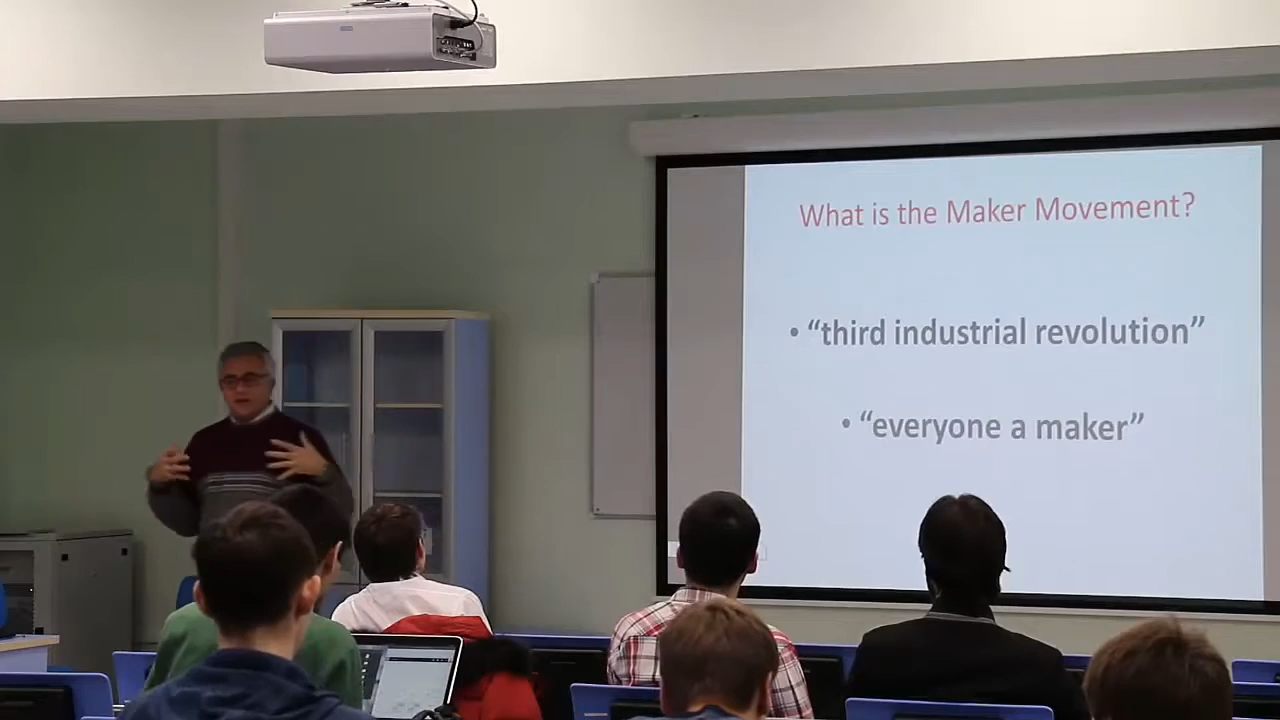 What is the Maker Movement?
• “third industrial revolution”
• “everyone a maker”